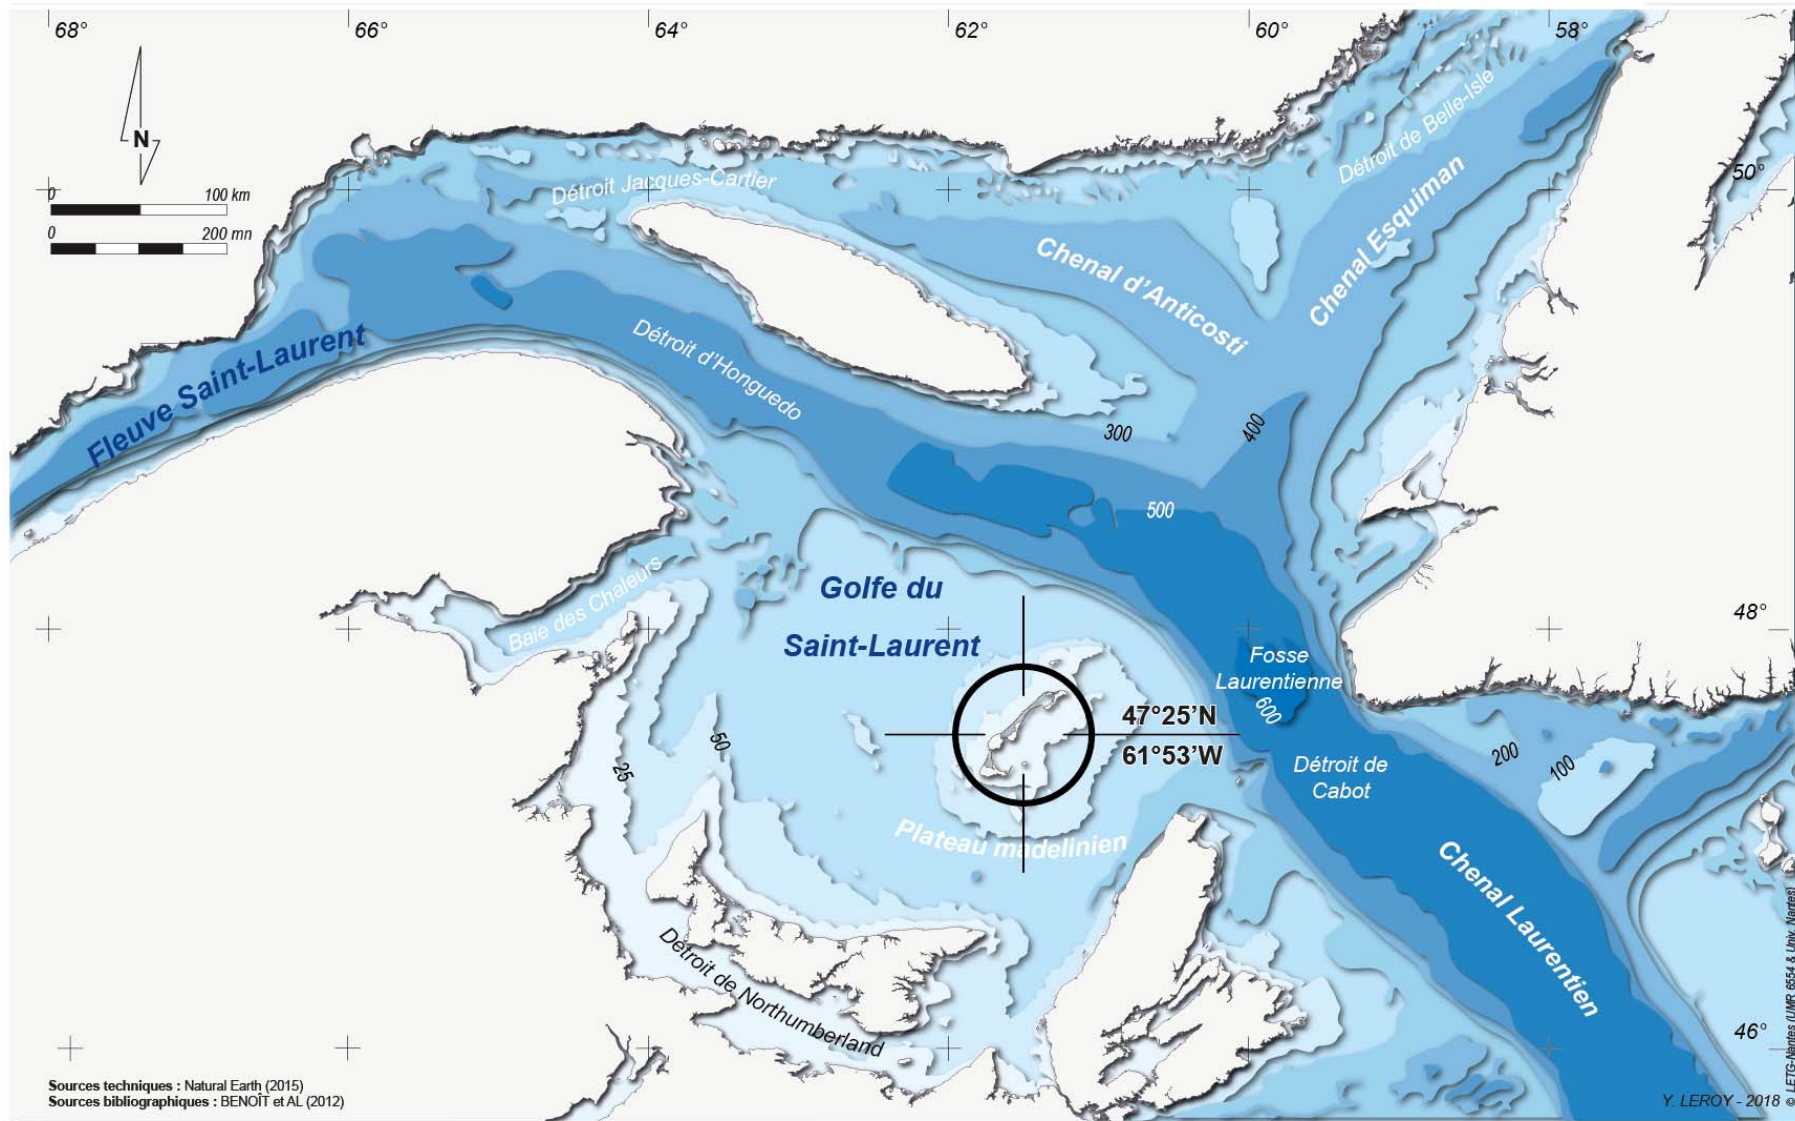 68°
66°
64°
62°
60°
58°
N
0 100 km
0 200 mn
Détroit Jacques-Cartier
Détroit de Belle-Isle
50°
Chenal d'Anticosti
Chenal Esquiman
Fleuve Saint-Laurent
Détroit d'Honguedo
300
400
500
Baie des Chaleurs
Golfe du
Saint-Laurent
48°
Fosse
Laurentienne
600
47°25'N
61°53'W
50
25
Détroit de
Cabot
200
100
Plateau madelinien
Chenal Laurentien
Détroit de Northumberland
46°
Sources techniques : Natural Earth (2015)
Sources bibliographiques : BENOÎT et AL (2012)
Y. LEROY - 2018
© LETG-Nantes (UMR 6554 & Univ. Nantes)